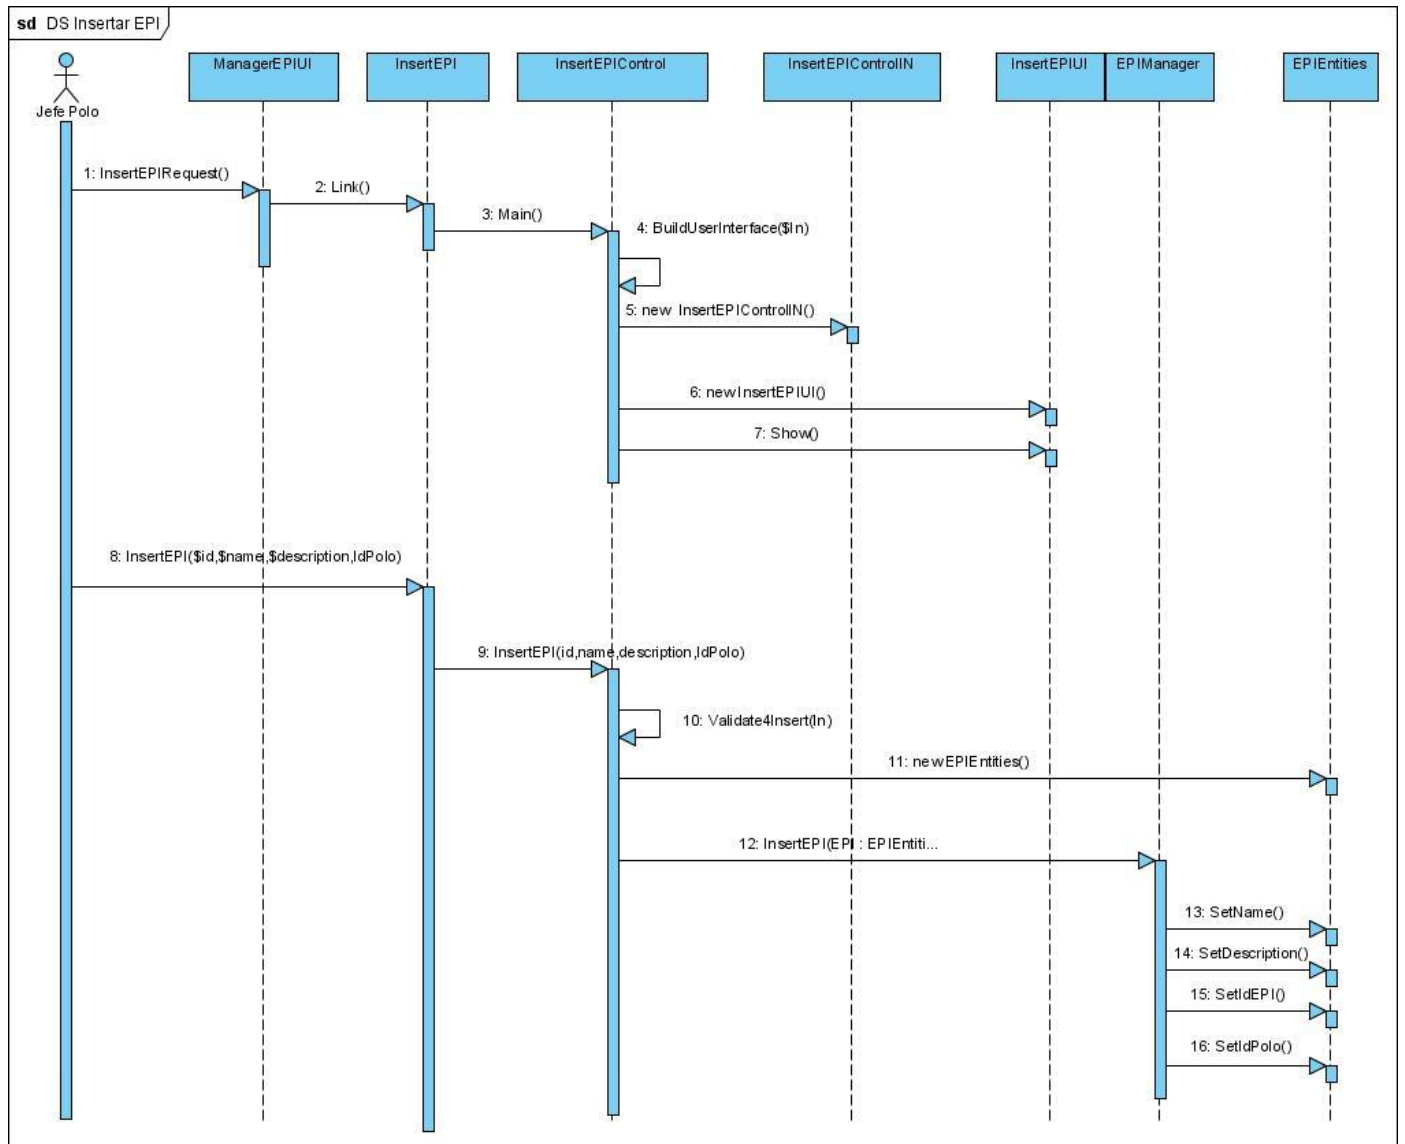 sd DS Insertar EPI
Jefe Polo
ManagerEPIUI
InsertEPI
InsertEPIControl
InsertEPIControlIN
InsertEPIUI
EPIManager
EPIEntities
1: InsertEPIRequest()
2: Link()
3: Main()
4: BuildUserInterface($In)
5: new InsertEPIControlIN()
6: newInsertEPIUI()
7: Show()
8: InsertEPI($id,$name,$description,IdPolo)
9: InsertEPI(id,name,description,IdPolo)
10: Validate4Insert(In)
11: newEPIEntities()
12: InsertEPI(EPI : EPIEntiti...
13: SetName()
14: SetDescription()
15: SetIdEPI()
16: SetIdPolo()